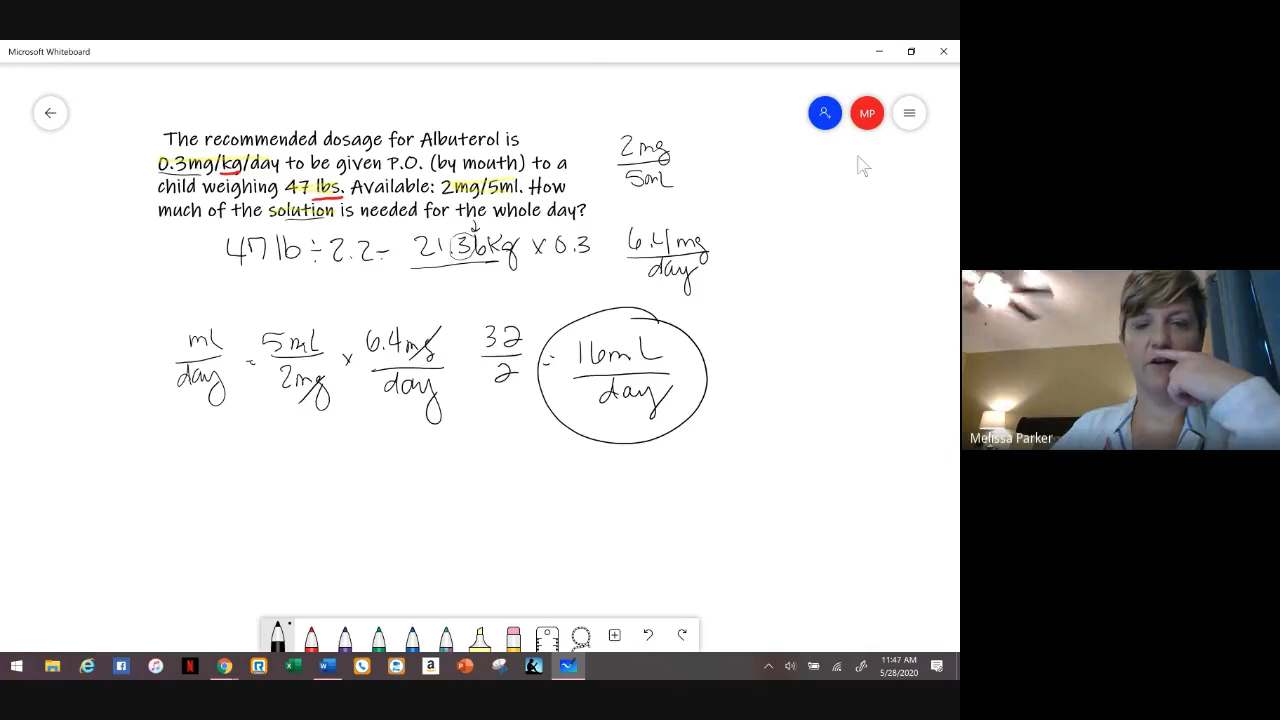 Microsoft Whiteboard
MP
The recommended dosage for Albuterol is
0.3mg/kg/day to be given P.O. (by mouth) to a
child weighing 47 lbs. Available: 2mg/5ml. How
much of the solution is needed for the whole day?
2mg
5mL
47 lb ÷ 2.2 = 21.36kg x 0.3
6.4mg
day
mL
day
=
5mL
2mg
x
6.4mg
day
32
2
=
16mL
day
Melissa Parker
11:47 AM
5/28/2020